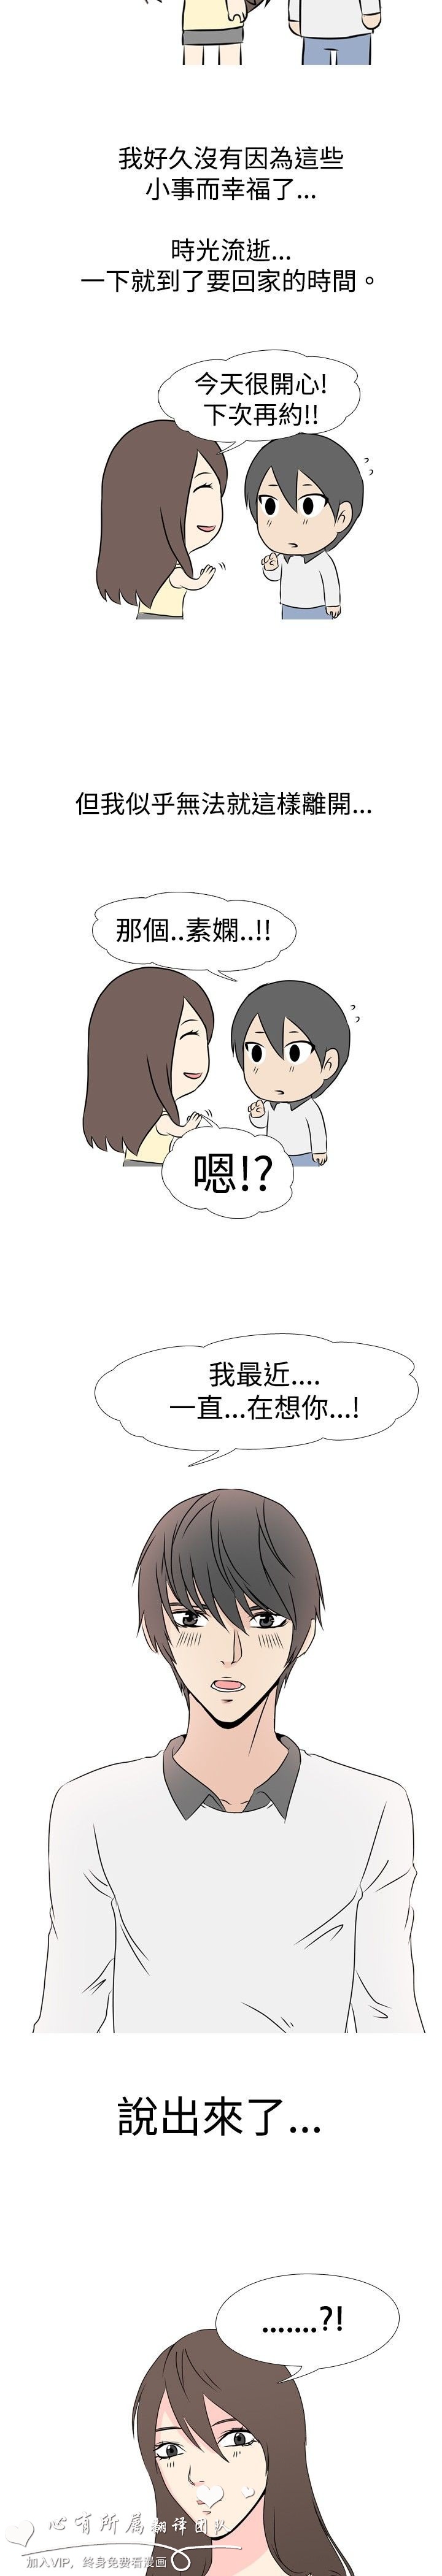 我好久沒有因為這些
小事而幸福了...
時光流逝...
一下就到了要回家的時間。
今天很開心!
下次再約!!
但我似乎無法就這樣離開...
那個..素嫻..!!
嗯!?
我最近....
一直...在想你...!
說出來了...
.......?!
心有所属翻译团队
加入VIP，终身免费看漫画